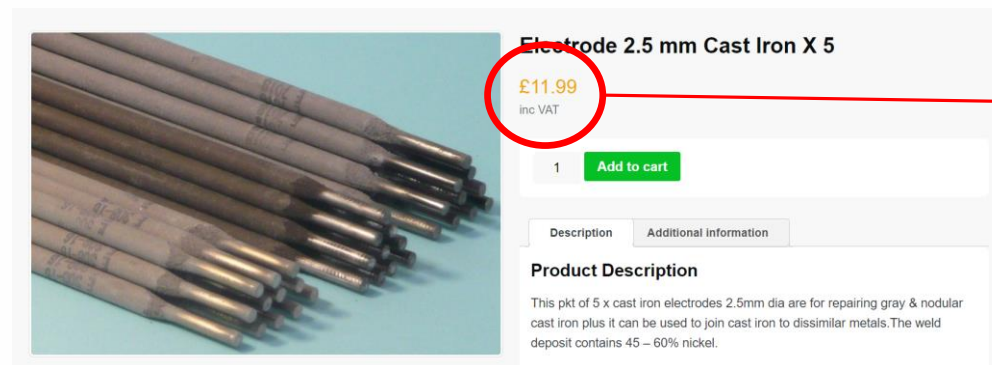 Electrode 2.5 mm Cast Iron X 5
£11.99
inc VAT
1 Add to cart
Description Additional information
Product Description
This pkt of 5 x cast iron electrodes 2.5mm dia are for repairing gray & nodular
cast iron plus it can be used to join cast iron to dissimilar metals.The weld
deposit contains 45 – 60% nickel.